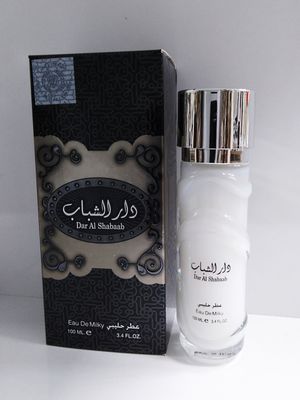 دار الشباب
Dar Al Shabaab
Eau De Milky عطر حليبي
100 ML ℮ 3.4 FL.OZ.
دار الشباب
Dar Al Shabaab
عطر حليبي
Eau De Milky
100 ML ℮ 3.4 FL.OZ.